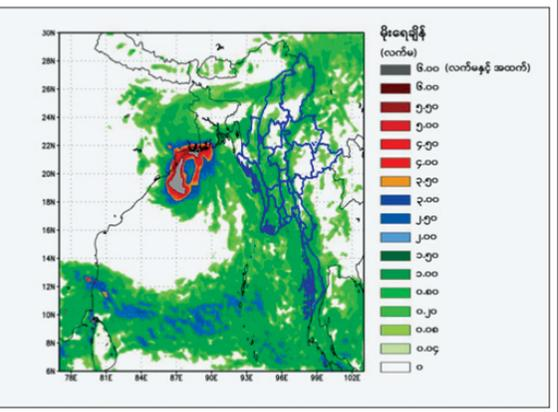 မိုးရေချိန်
(လက်မ)
၆.၀၀ (လက်မနှင့် အထက်)
၆.၀၀
၅.၅၀
၅.၀၀
၄.၅၀
၄.၀၀
၃.၅၀
၃.၀၀
၂.၅၀
၂.၀၀
၁.၅၀
၁.၀၀
၀.၈၀
၀.၂၀
၀.၀၈
၀.၀၄
၀
30N
28N
26N
24N
22N
20N
18N
16N
14N
12N
10N
8N
6N
78E 81E 84E 87E 90E 93E 96E 99E 102E